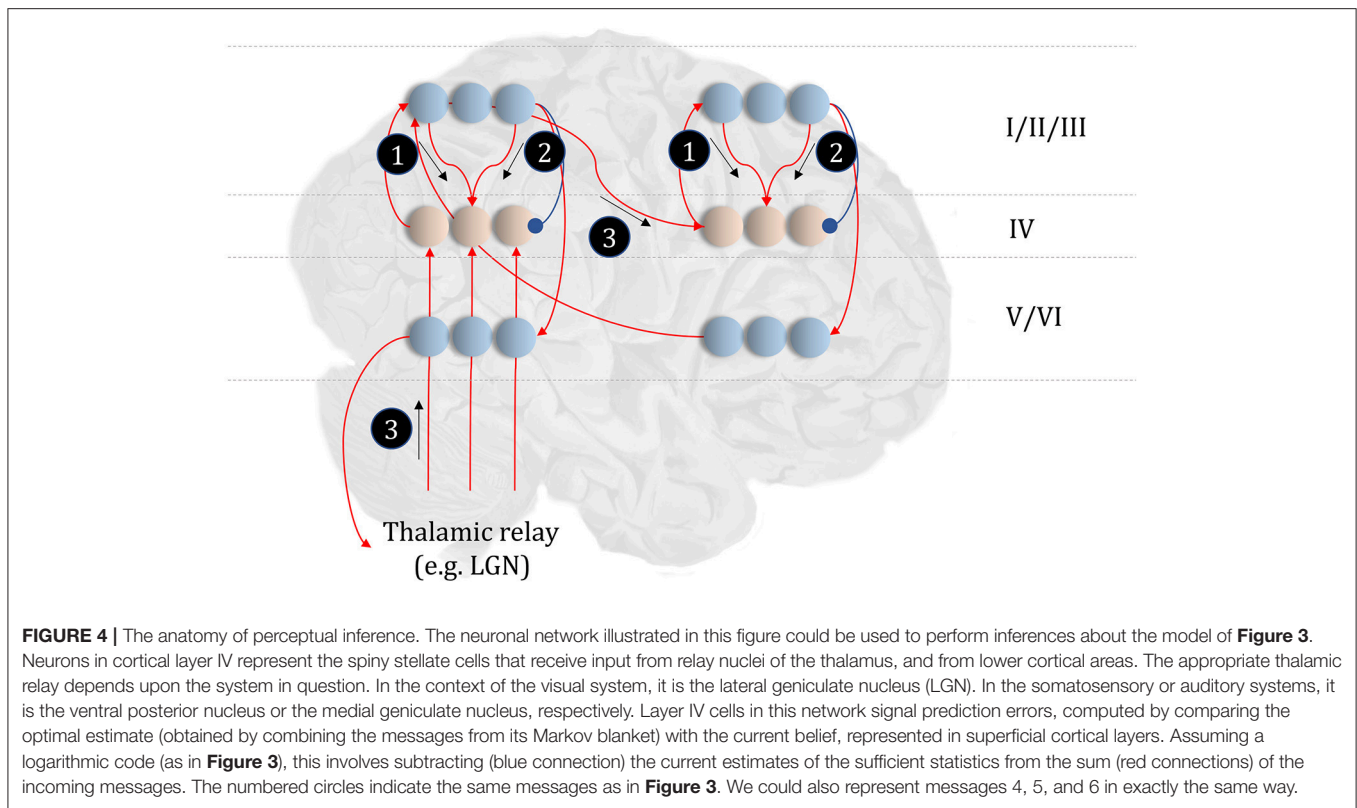 I/II/III
1
2
1
2
IV
3
V/VI
3
Thalamic relay
(e.g. LGN)
FIGURE 4 | The anatomy of perceptual inference. The neuronal network illustrated in this figure could be used to perform inferences about the model of Figure 3.
Neurons in cortical layer IV represent the spiny stellate cells that receive input from relay nuclei of the thalamus, and from lower cortical areas. The appropriate thalamic
relay depends upon the system in question. In the context of the visual system, it is the lateral geniculate nucleus (LGN). In the somatosensory or auditory systems, it
is the ventral posterior nucleus or the medial geniculate nucleus, respectively. Layer IV cells in this network signal prediction errors, computed by comparing the
optimal estimate (obtained by combining the messages from its Markov blanket) with the current belief, represented in superficial cortical layers. Assuming a
logarithmic code (as in Figure 3), this involves subtracting (blue connection) the current estimates of the sufficient statistics from the sum (red connections) of the
incoming messages. The numbered circles indicate the same messages as in Figure 3. We could also represent messages 4, 5, and 6 in exactly the same way.